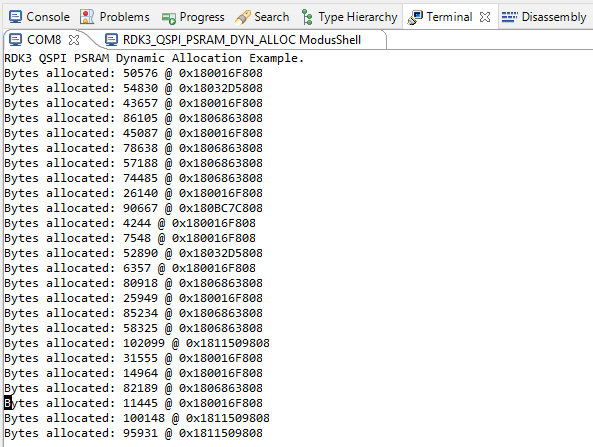 Console Problems Progress Search Type Hierarchy Terminal Disassembly
COM8 RDK3_QSPI_PSRAM_DYN_ALLOC ModusShell
RDK3 QSPI PSRAM Dynamic Allocation Example.
Bytes allocated: 50576 @ 0x180016F808
Bytes allocated: 54830 @ 0x18032D5808
Bytes allocated: 43657 @ 0x180016F808
Bytes allocated: 86105 @ 0x1806863808
Bytes allocated: 45087 @ 0x180016F808
Bytes allocated: 78638 @ 0x1806863808
Bytes allocated: 57188 @ 0x1806863808
Bytes allocated: 74485 @ 0x1806863808
Bytes allocated: 26140 @ 0x180016F808
Bytes allocated: 90667 @ 0x180BC7C808
Bytes allocated: 4244 @ 0x180016F808
Bytes allocated: 7548 @ 0x180016F808
Bytes allocated: 52890 @ 0x18032D5808
Bytes allocated: 6357 @ 0x180016F808
Bytes allocated: 80918 @ 0x1806863808
Bytes allocated: 25949 @ 0x180016F808
Bytes allocated: 85234 @ 0x1806863808
Bytes allocated: 58325 @ 0x1806863808
Bytes allocated: 102099 @ 0x1811509808
Bytes allocated: 31555 @ 0x180016F808
Bytes allocated: 14964 @ 0x180016F808
Bytes allocated: 82189 @ 0x1806863808
Bytes allocated: 11445 @ 0x180016F808
Bytes allocated: 100148 @ 0x1811509808
Bytes allocated: 95931 @ 0x1811509808